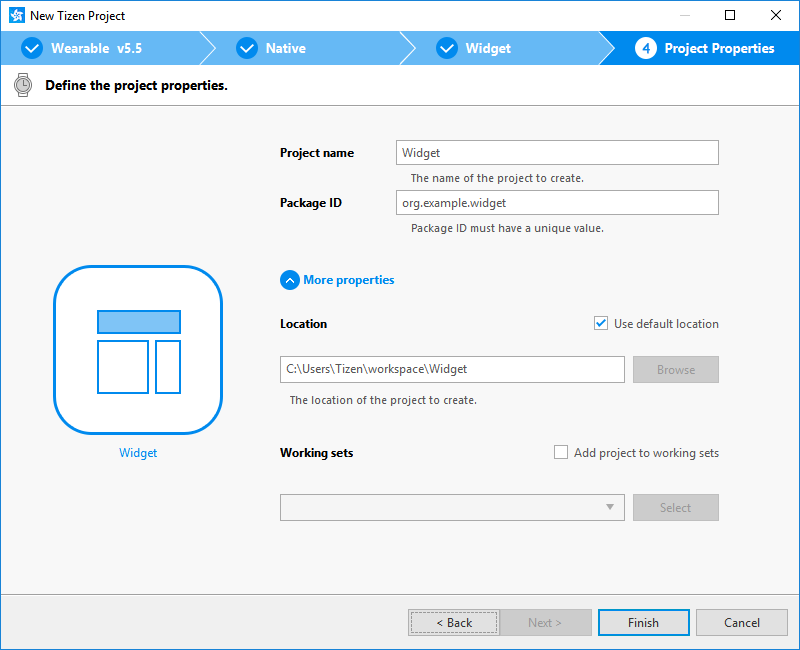 New Tizen Project
Wearable v5.5
Native
Widget
4 Project Properties
Define the project properties.
Project name
Widget
The name of the project to create.
Package ID
org.example.widget
Package ID must have a unique value.
More properties
Location
Use default location
C:\Users\Tizen\workspace\Widget
Browse
The location of the project to create.
Widget
Working sets
Add project to working sets
Select
< Back
Next >
Finish
Cancel